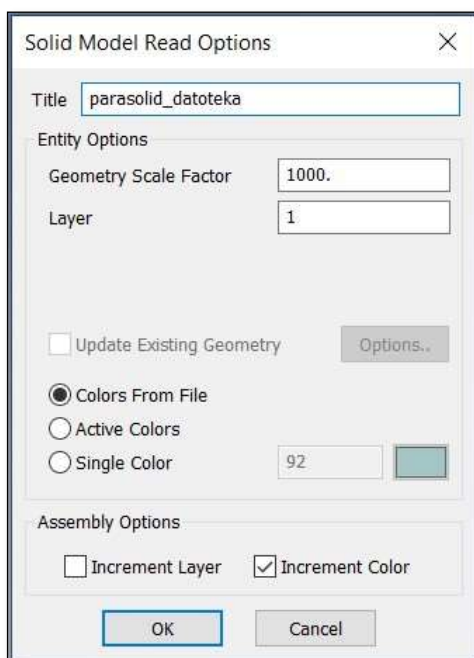 Solid Model Read Options
Title parasolid_datoteka
Entity Options
Geometry Scale Factor 1000.
Layer 1
Update Existing Geometry Options..
Colors From File
Active Colors
Single Color 92
Assembly Options
Increment Layer Increment Color
OK Cancel